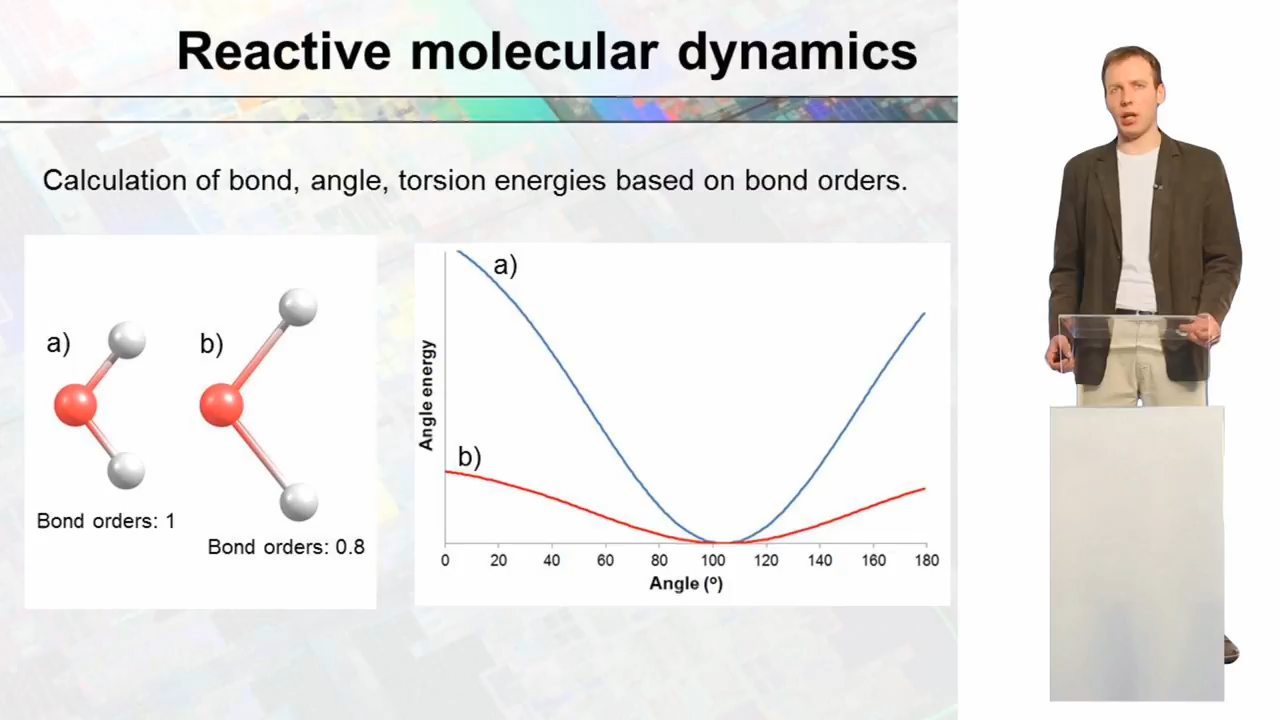 Reactive molecular dynamics
Calculation of bond, angle, torsion energies based on bond orders.
a)
b)
Bond orders: 1
Bond orders: 0.8
a)
b)
Angle energy
0 20 40 60 80 100 120 140 160 180
Angle (º)